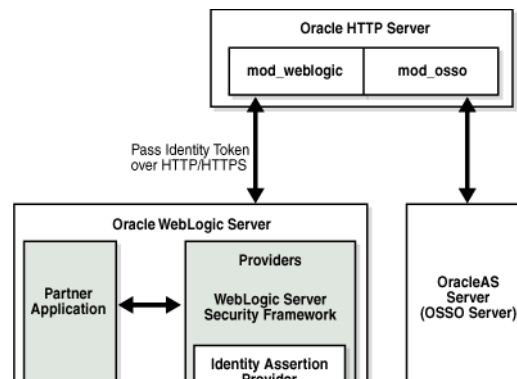 Oracle HTTP Server
mod_weblogic
mod_osso
Pass Identity Token
over HTTP/HTTPS
Oracle WebLogic Server
Partner
Application
Providers
WebLogic Server
Security Framework
Identity Assertion
Provider
OracleAS
Server
(OSSO Server)